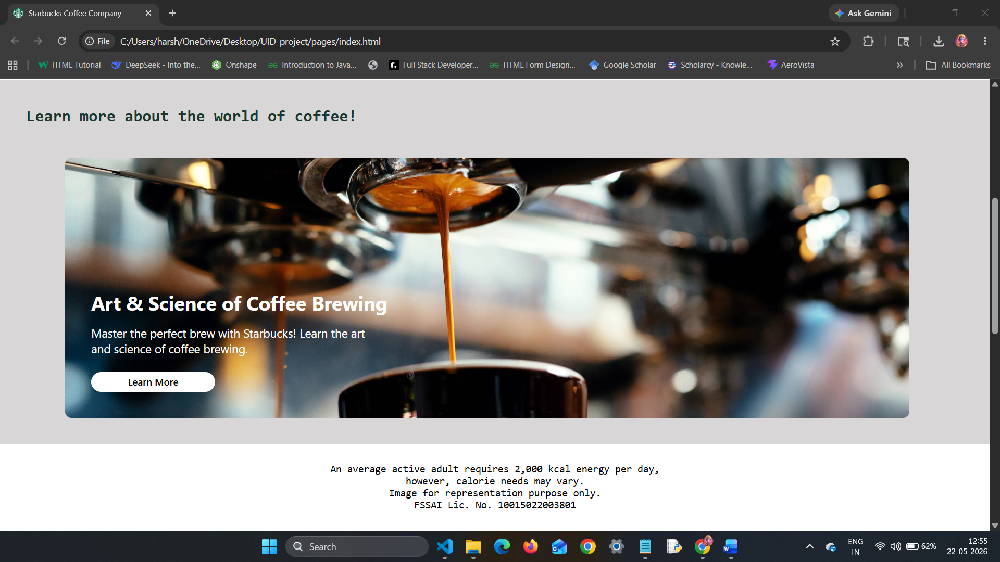 Starbucks Coffee Company
Ask Gemini
File
C:/Users/harsh/OneDrive/Desktop/UID_project/pages/index.html
HTML Tutorial
DeepSeek - Into the...
Onshape
Introduction to Java...
Full Stack Developer...
HTML Form Design...
Google Scholar
Scholarcy - Knowle...
AeroVista
All Bookmarks
Learn more about the world of coffee!
Art & Science of Coffee Brewing
Master the perfect brew with Starbucks! Learn the art
and science of coffee brewing.
Learn More
An average active adult requires 2,000 kcal energy per day,
however, calorie needs may vary.
Image for representation purpose only.
FSSAI Lic. No. 10015022003801
Search
ENG
IN
62%
12:55
22-05-2026